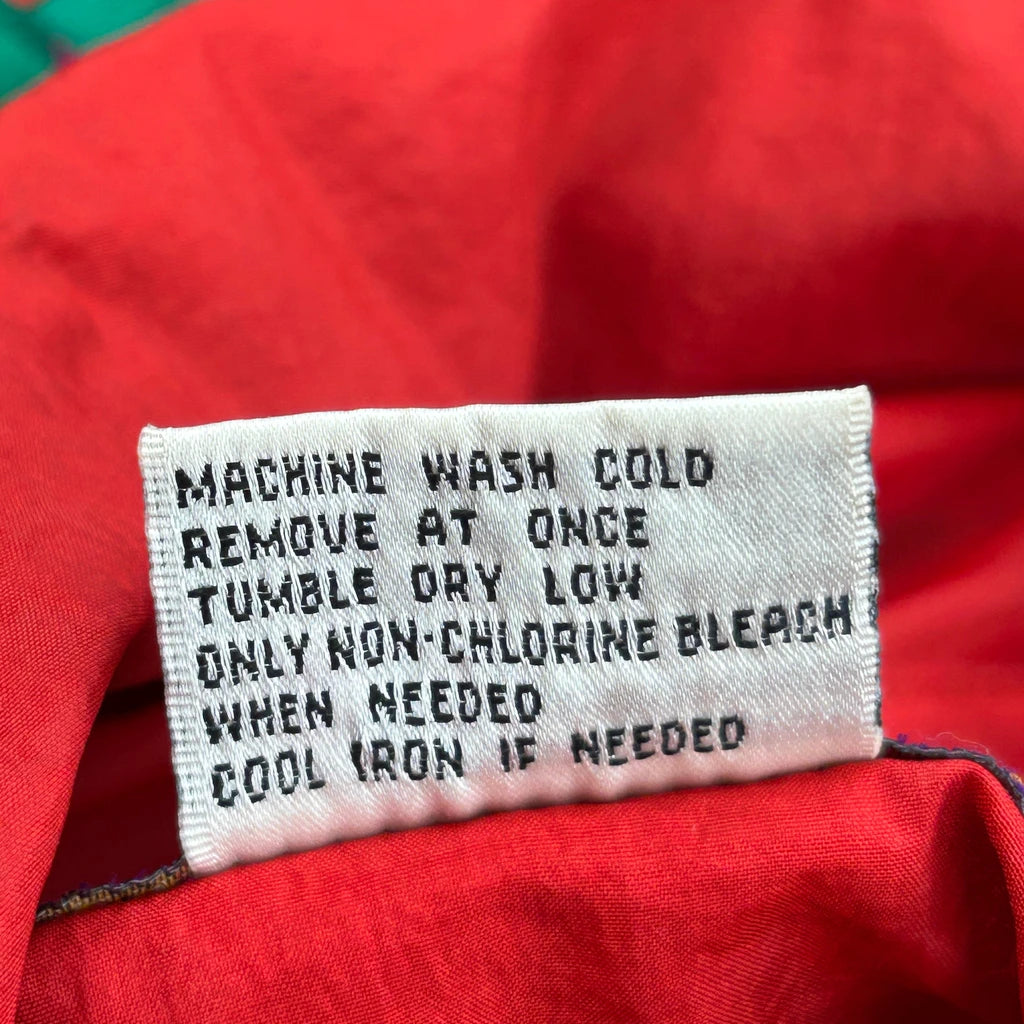 MACHINE WASH COLD
REMOVE AT ONCE
TUMBLE DRY LOW
ONLY NON-CHLORINE BLEACH
WHEN NEEDED
COOL IRON IF NEEDED